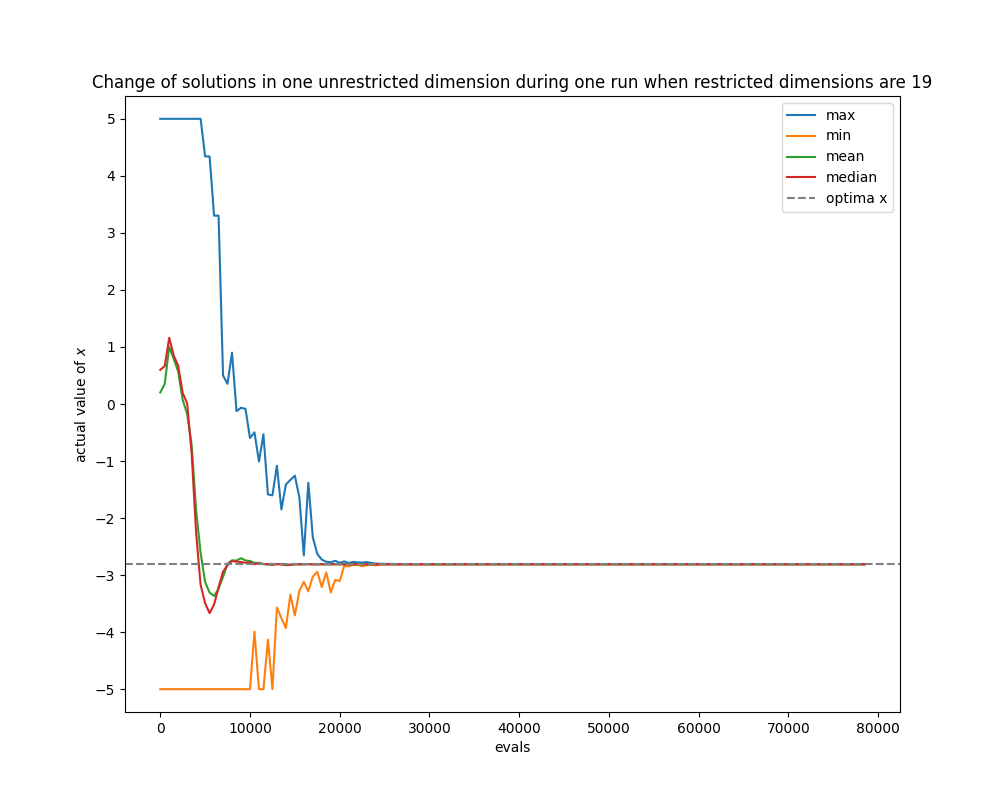 Change of solutions in one unrestricted dimension during one run when restricted dimensions are 19
max
min
mean
median
optima x
5
4
3
2
1
0
−1
−2
−3
−4
−5
actual value of x
0 10000 20000 30000 40000 50000 60000 70000 80000
evals